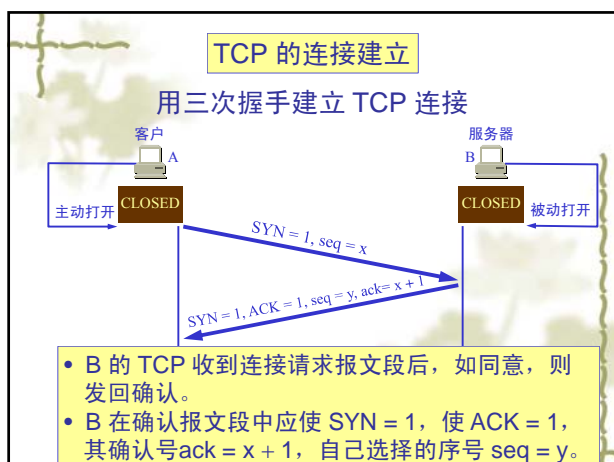 TCP 的连接建立
用三次握手建立 TCP 连接
客户
服务器
A
B
主动打开
CLOSED
CLOSED
被动打开
SYN = 1, seq = x
SYN = 1, ACK = 1, seq = y, ack= x + 1
• B 的 TCP 收到连接请求报文段后，如同意，则
发回确认。
• B 在确认报文段中应使 SYN = 1，使 ACK = 1，
其确认号ack = x + 1，自己选择的序号 seq = y。